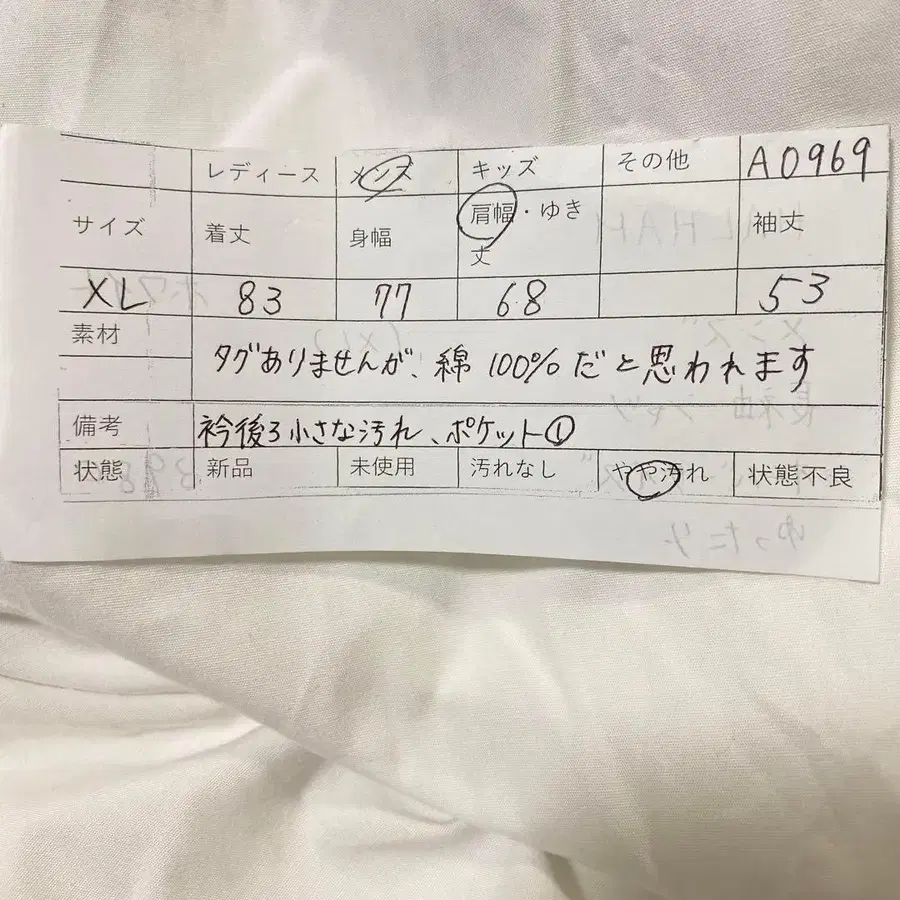 レディース メンズ キッズ その他 A0969
サイズ 着丈 身幅 肩幅・ゆき丈 袖丈
XL 83 77 68 53
素材 タグありませんが、綿 100%だと思われます
備考 衿後ろ小さな汚れ、ポケット①
状態 新品 未使用 汚れなし やや汚れ 状態不良
ゆったり